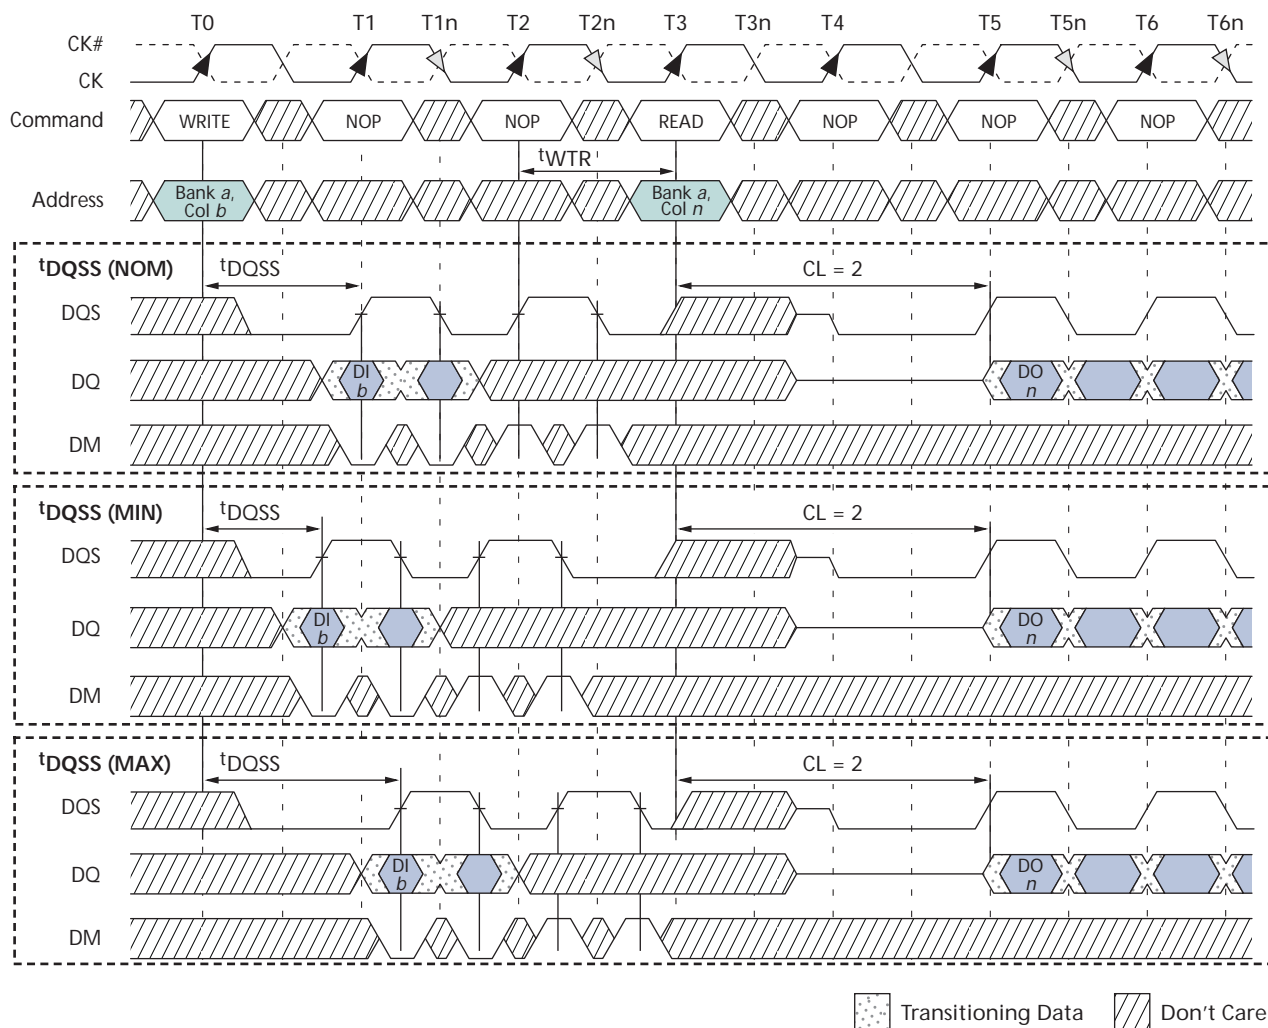 T0 T1 T1n T2 T2n T3 T3n T4 T5 T5n T6 T6n
CK#
CK
Command WRITE NOP NOP READ NOP NOP NOP
tWTR
Address Bank a, Col b Bank a, Col n
tDQSS (NOM) tDQSS CL = 2
DQS
DQ DI b DO n
DM
tDQSS (MIN) tDQSS CL = 2
DQS
DQ DI b DO n
DM
tDQSS (MAX) tDQSS CL = 2
DQS
DQ DI b DO n
DM
Transitioning Data Don't Care